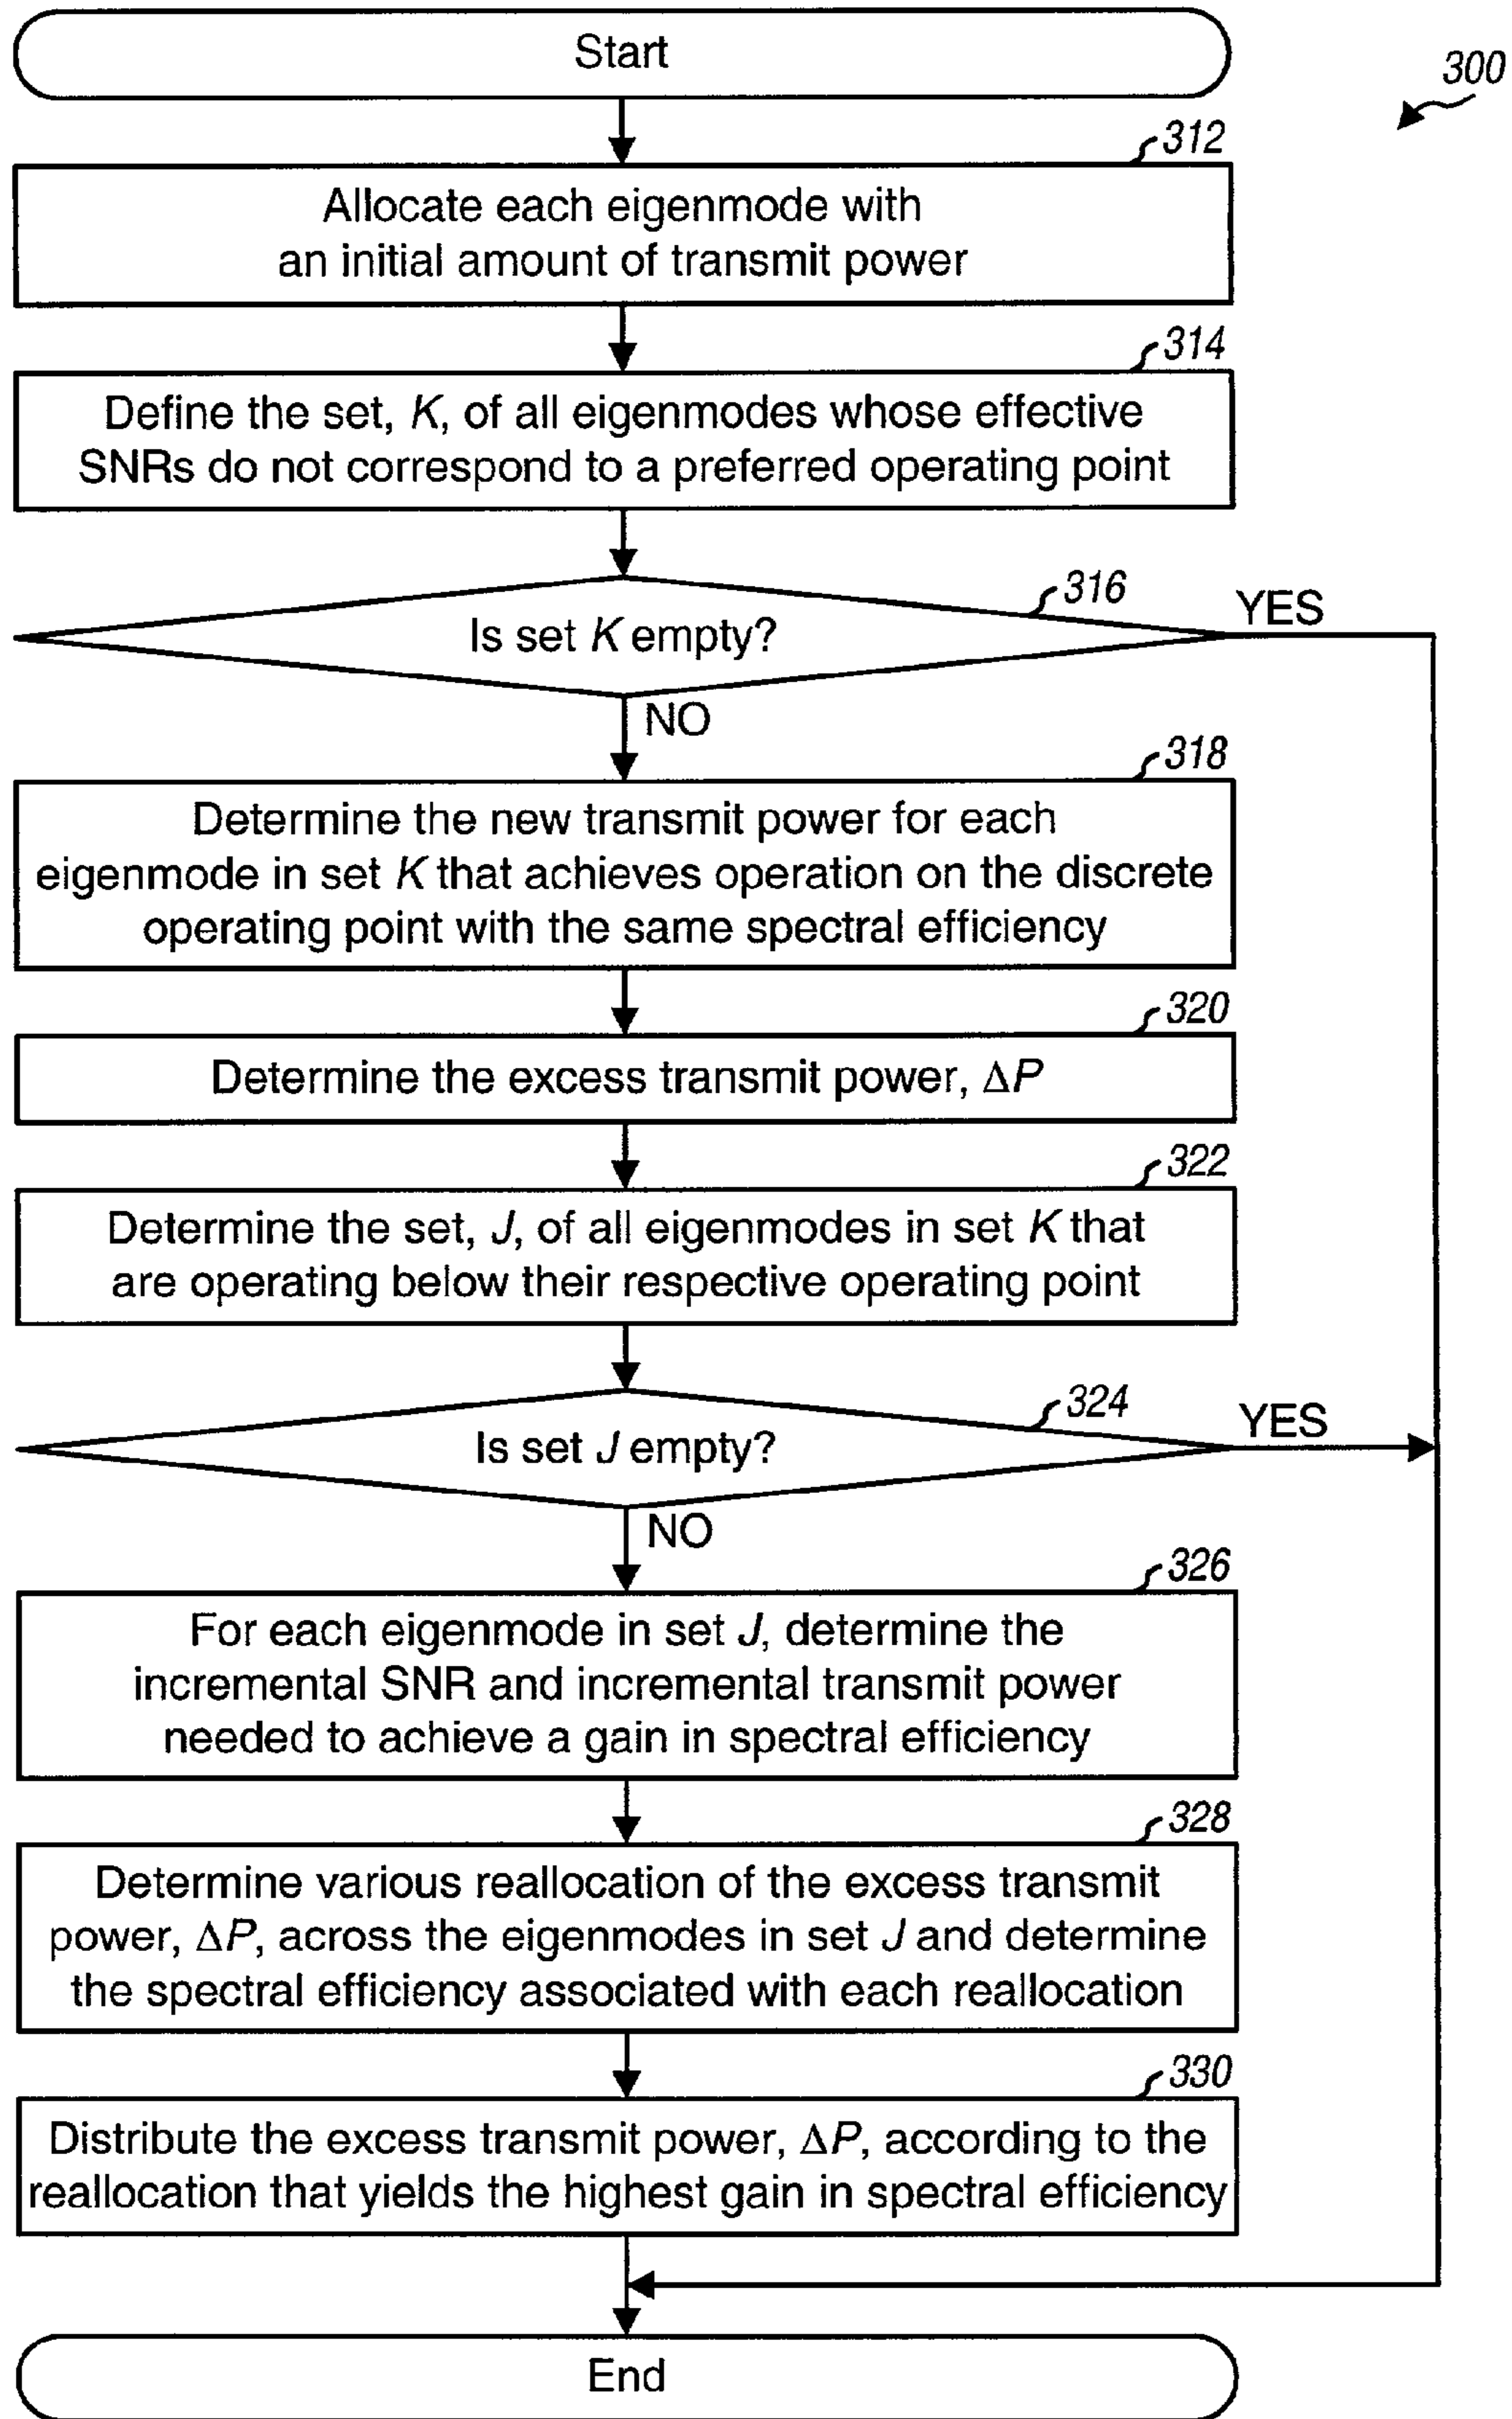 Start
300
312
Allocate each eigenmode with
an initial amount of transmit power
314
Define the set, K, of all eigenmodes whose effective
SNRs do not correspond to a preferred operating point
316
YES
Is set K empty?
NO
318
Determine the new transmit power for each
eigenmode in set K that achieves operation on the discrete
operating point with the same spectral efficiency
320
Determine the excess transmit power, ΔP
322
Determine the set, J, of all eigenmodes in set K that
are operating below their respective operating point
324
YES
Is set J empty?
NO
326
For each eigenmode in set J, determine the
incremental SNR and incremental transmit power
needed to achieve a gain in spectral efficiency
328
Determine various reallocation of the excess transmit
power, ΔP, across the eigenmodes in set J and determine
the spectral efficiency associated with each reallocation
330
Distribute the excess transmit power, ΔP, according to the
reallocation that yields the highest gain in spectral efficiency
End